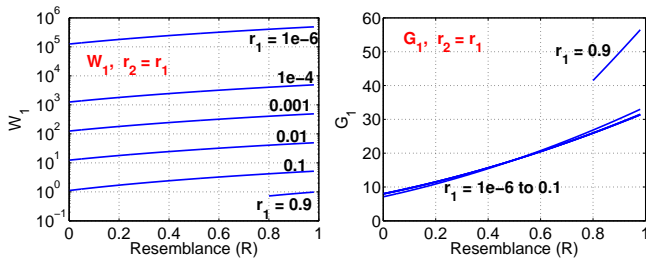 10^6
10^5
10^4
10^3
10^2
10^1
10^0
10^-1
W_1
W_1, r_2 = r_1
r_1 = 1e-6
1e-4
0.001
0.01
0.1
r_1 = 0.9
0 0.2 0.4 0.6 0.8 1
Resemblance (R)
60
50
40
30
20
10
0
G_1
G_1, r_2 = r_1
r_1 = 0.9
r_1 = 1e-6 to 0.1
0 0.2 0.4 0.6 0.8 1
Resemblance (R)